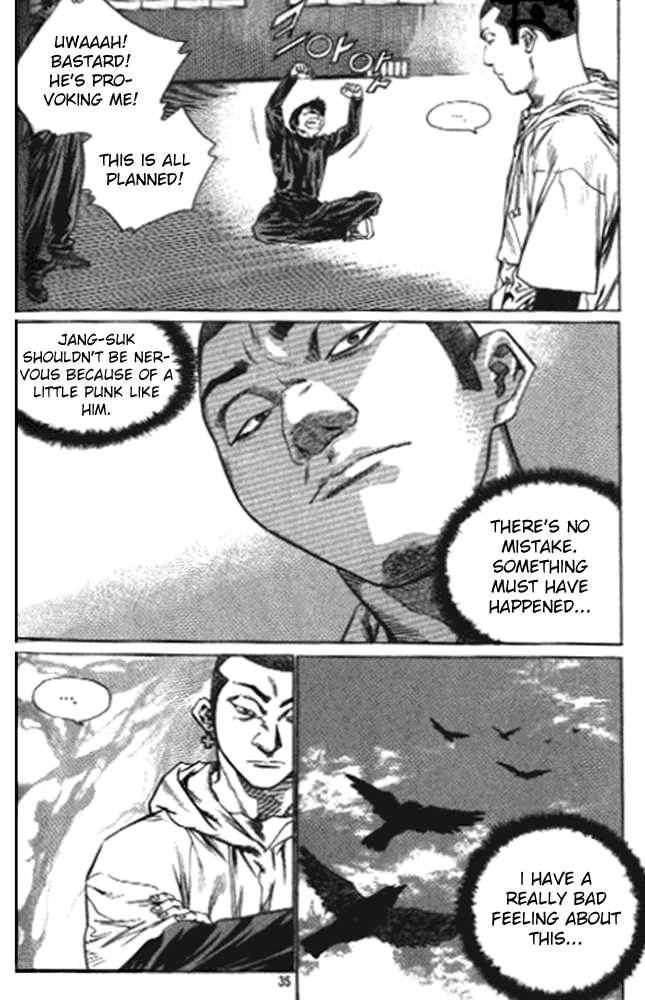 UWAAAH!
BASTARD!
HE'S PRO-
VOKING ME!
THIS IS ALL
PLANNED!
...
JANG-SUK
SHOULDN'T BE NER-
VOUS BECAUSE OF A
LITTLE PUNK LIKE
HIM.
THERE'S NO
MISTAKE.
SOMETHING
MUST HAVE
HAPPENED...
...
I HAVE A
REALLY BAD
FEELING ABOUT
THIS...
35